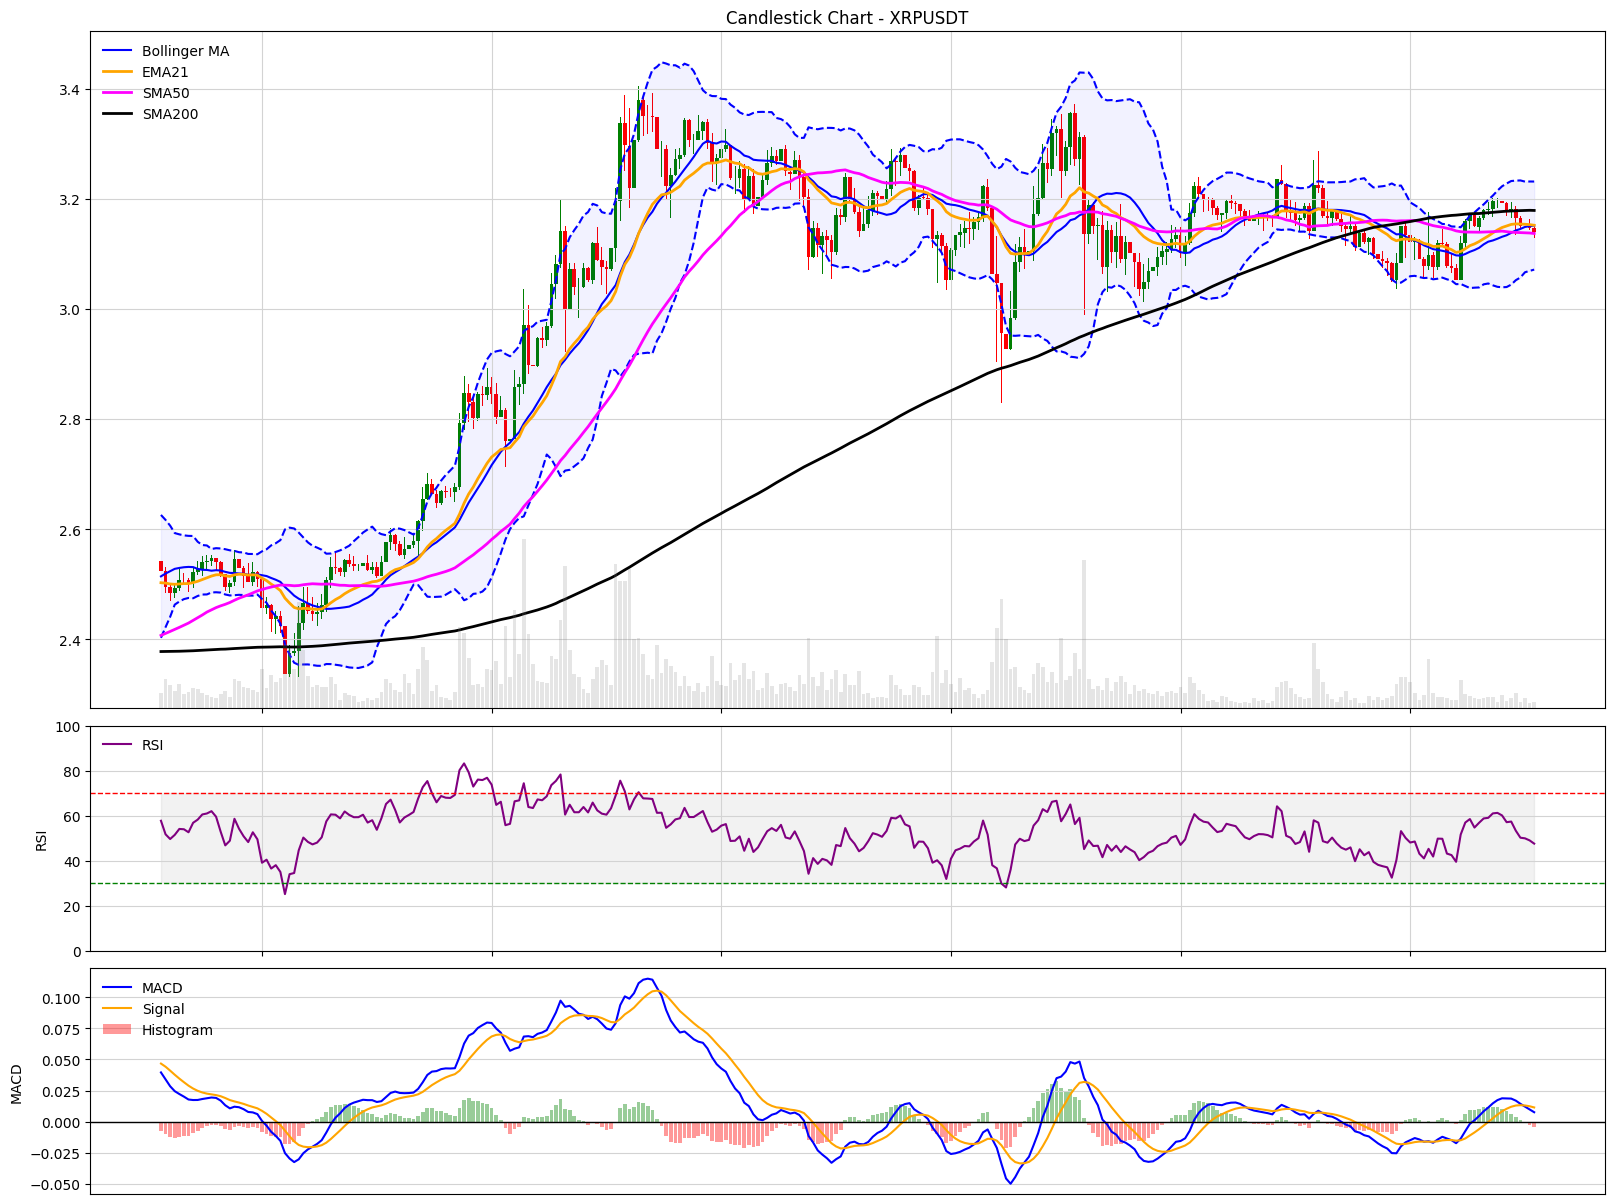 Candlestick Chart - XRPUSDT
Bollinger MA
EMA21
SMA50
SMA200
3.4
3.2
3.0
2.8
2.6
2.4
RSI
100
80
60
40
20
0
RSI
MACD
Signal
Histogram
0.100
0.075
0.050
0.025
0.000
−0.025
−0.050
MACD